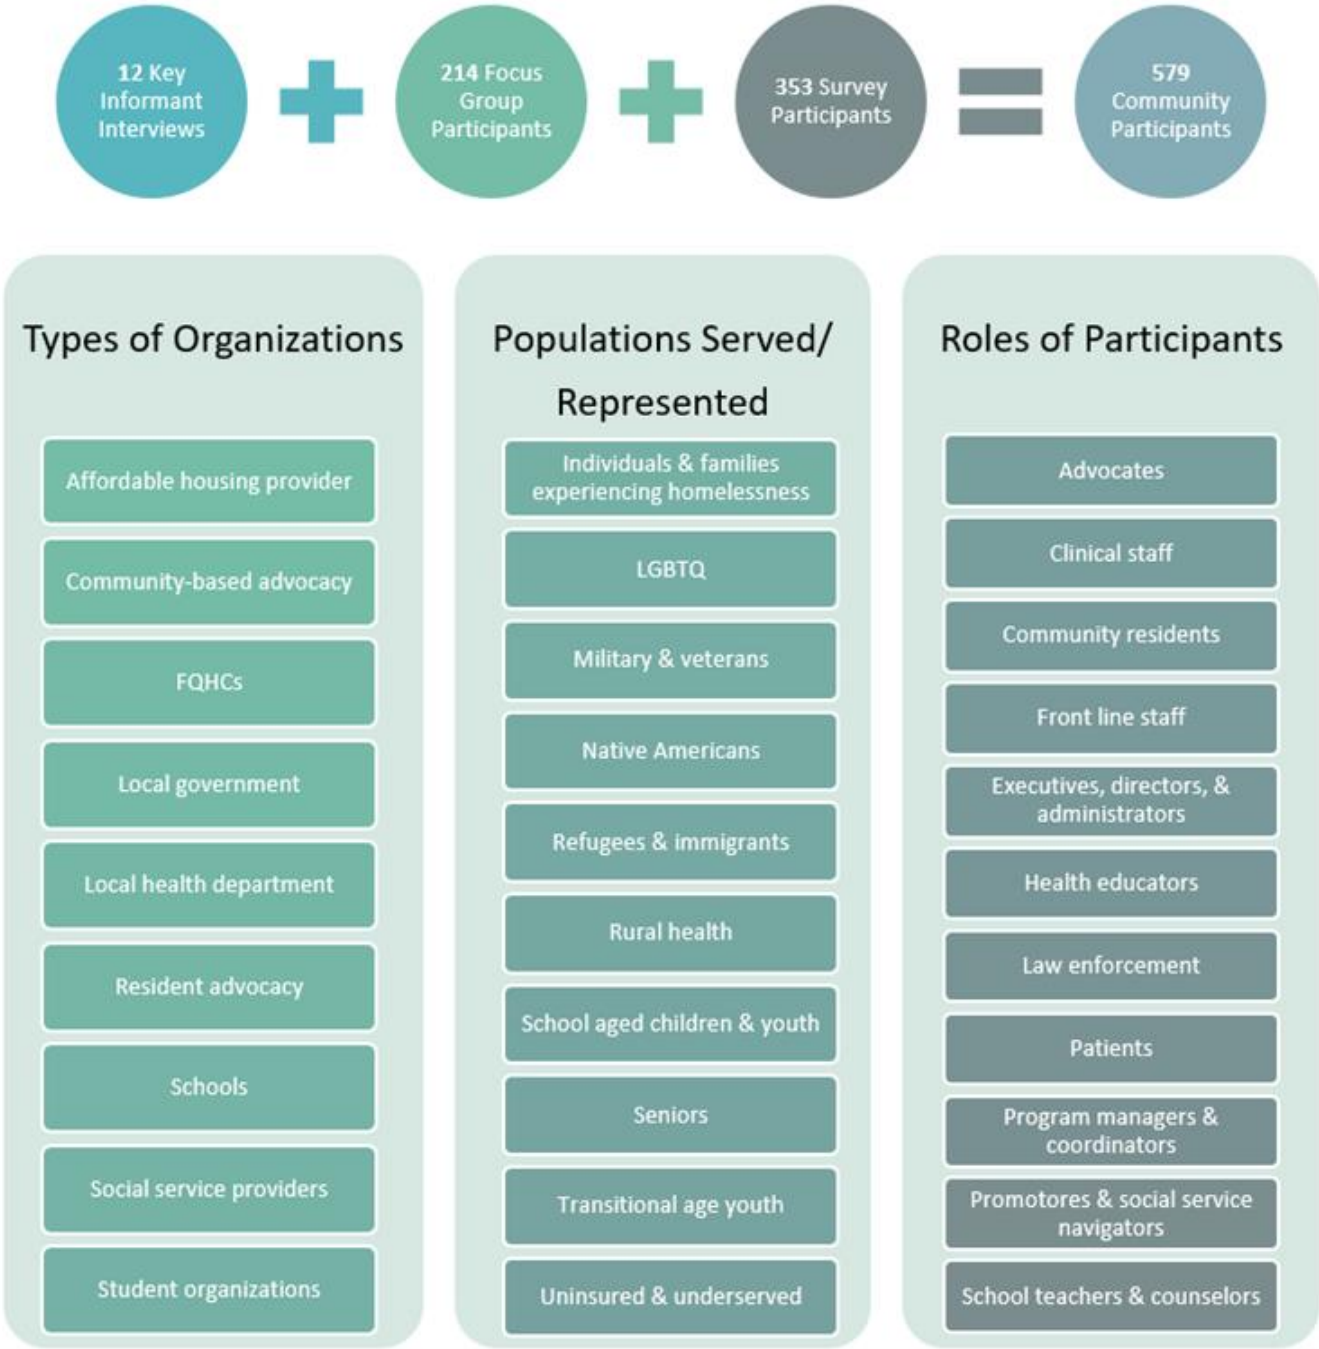 12 Key
Informant
Interviews
214 Focus
Group
Participants
353 Survey
Participants
579
Community
Participants
Types of Organizations
Affordable housing provider
Community-based advocacy
FQHCs
Local government
Local health department
Resident advocacy
Schools
Social service providers
Student organizations
Populations Served/
Represented
Individuals & families
experiencing homelessness
LGBTQ
Military & veterans
Native Americans
Refugees & immigrants
Rural health
School aged children & youth
Seniors
Transitional age youth
Uninsured & underserved
Roles of Participants
Advocates
Clinical staff
Community residents
Front line staff
Executives, directors, &
administrators
Health educators
Law enforcement
Patients
Program managers &
coordinators
Promotores & social service
navigators
School teachers & counselors